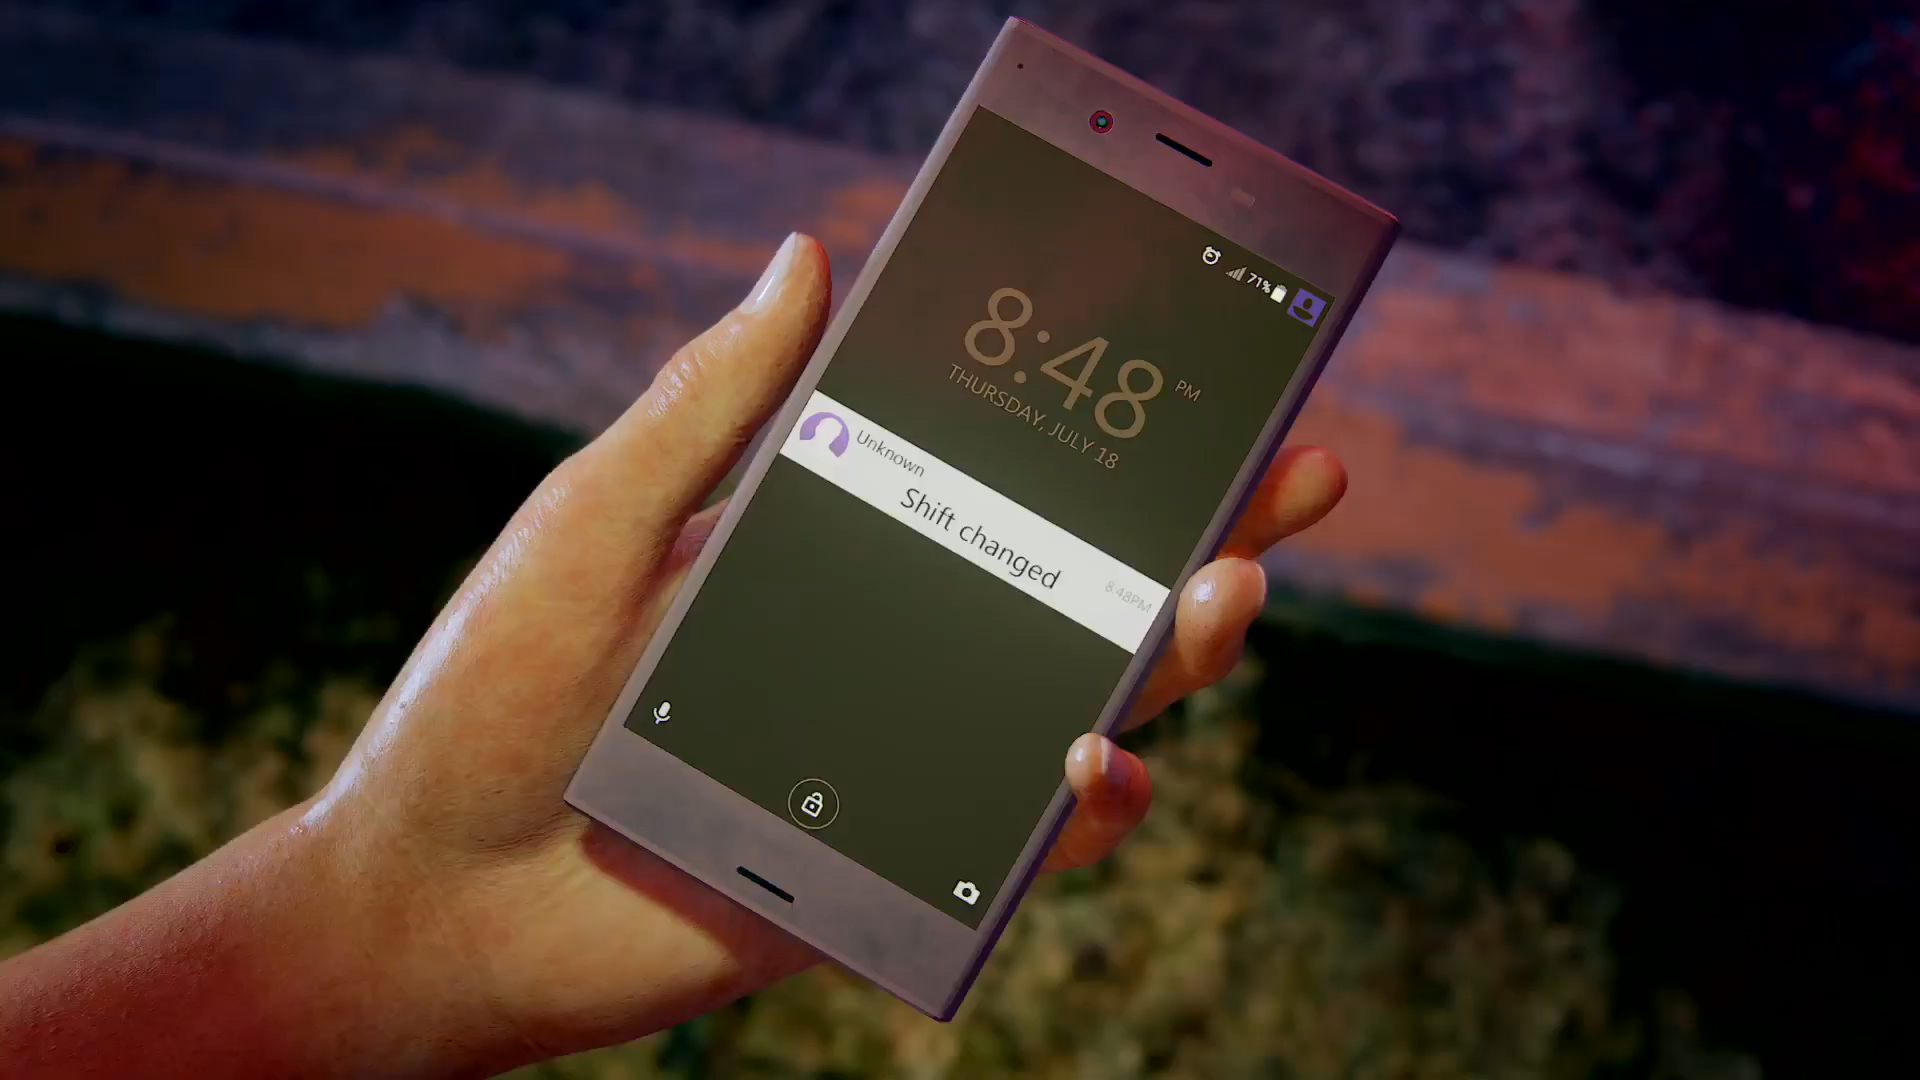 71%
8:48 PM
THURSDAY, JULY 18
Unknown
Shift changed
8:48PM